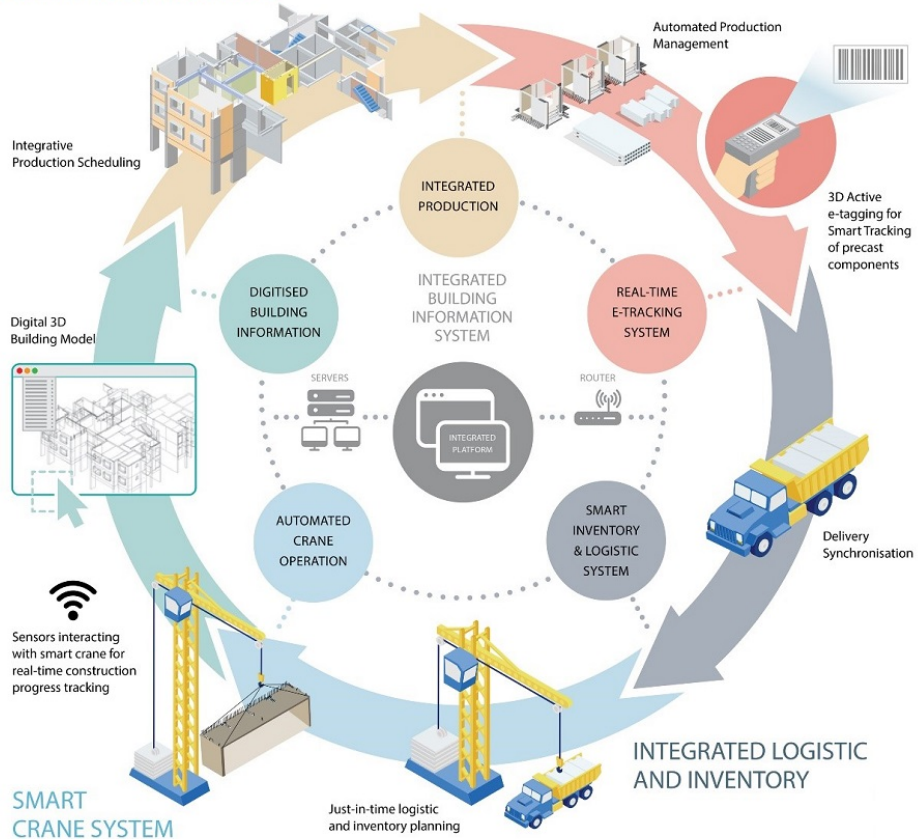 Automated Production
Management
Integrative
Production Scheduling
INTEGRATED
PRODUCTION
3D Active
e-tagging for
Smart Tracking
of precast
components
INTEGRATED
BUILDING
INFORMATION
SYSTEM
DIGITISED
BUILDING
INFORMATION
REAL-TIME
E-TRACKING
SYSTEM
Digital 3D
Building Model
SERVERS
ROUTER
INTEGRATED
PLATFORM
AUTOMATED
CRANE
OPERATION
SMART
INVENTORY
& LOGISTIC
SYSTEM
Delivery
Synchronisation
Sensors interacting
with smart crane for
real-time construction
progress tracking
INTEGRATED LOGISTIC
AND INVENTORY
SMART
CRANE SYSTEM
Just-in-time logistic
and inventory planning